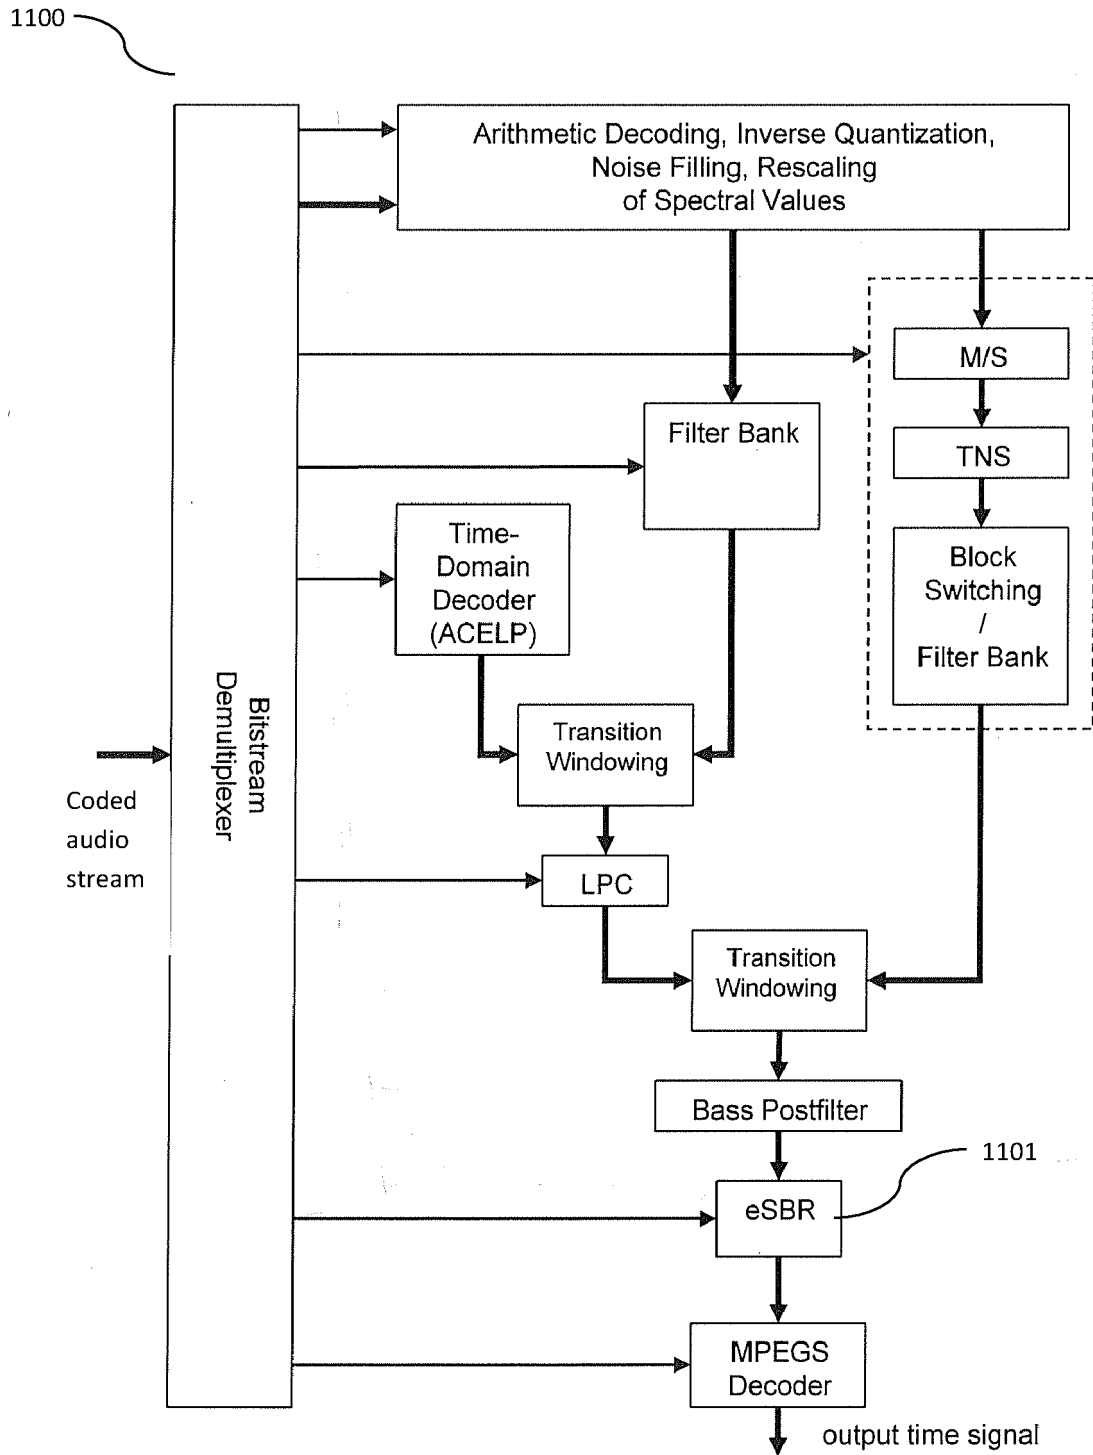 1100
Arithmetic Decoding, Inverse Quantization,
Noise Filling, Rescaling
of Spectral Values
M/S
Filter Bank
TNS
Time-
Domain
Decoder
(ACELP)
Block
Switching
/
Filter Bank
Bitstream
Demultiplexer
Transition
Windowing
Coded
audio
stream
LPC
Transition
Windowing
Bass Postfilter
1101
eSBR
MPEGS
Decoder
output time signal